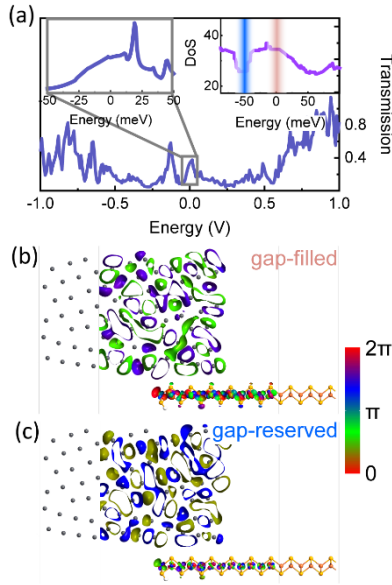 (a)
DoS
30
20
-50 0 50
Energy (meV)
-50 -25 0 25 50
Energy (meV)
Transmission
0.8
0.4
-1.0 -0.5 0.0 0.5 1.0
Energy (V)
(b)
gap-filled
2π
π
0
(c)
gap-reserved